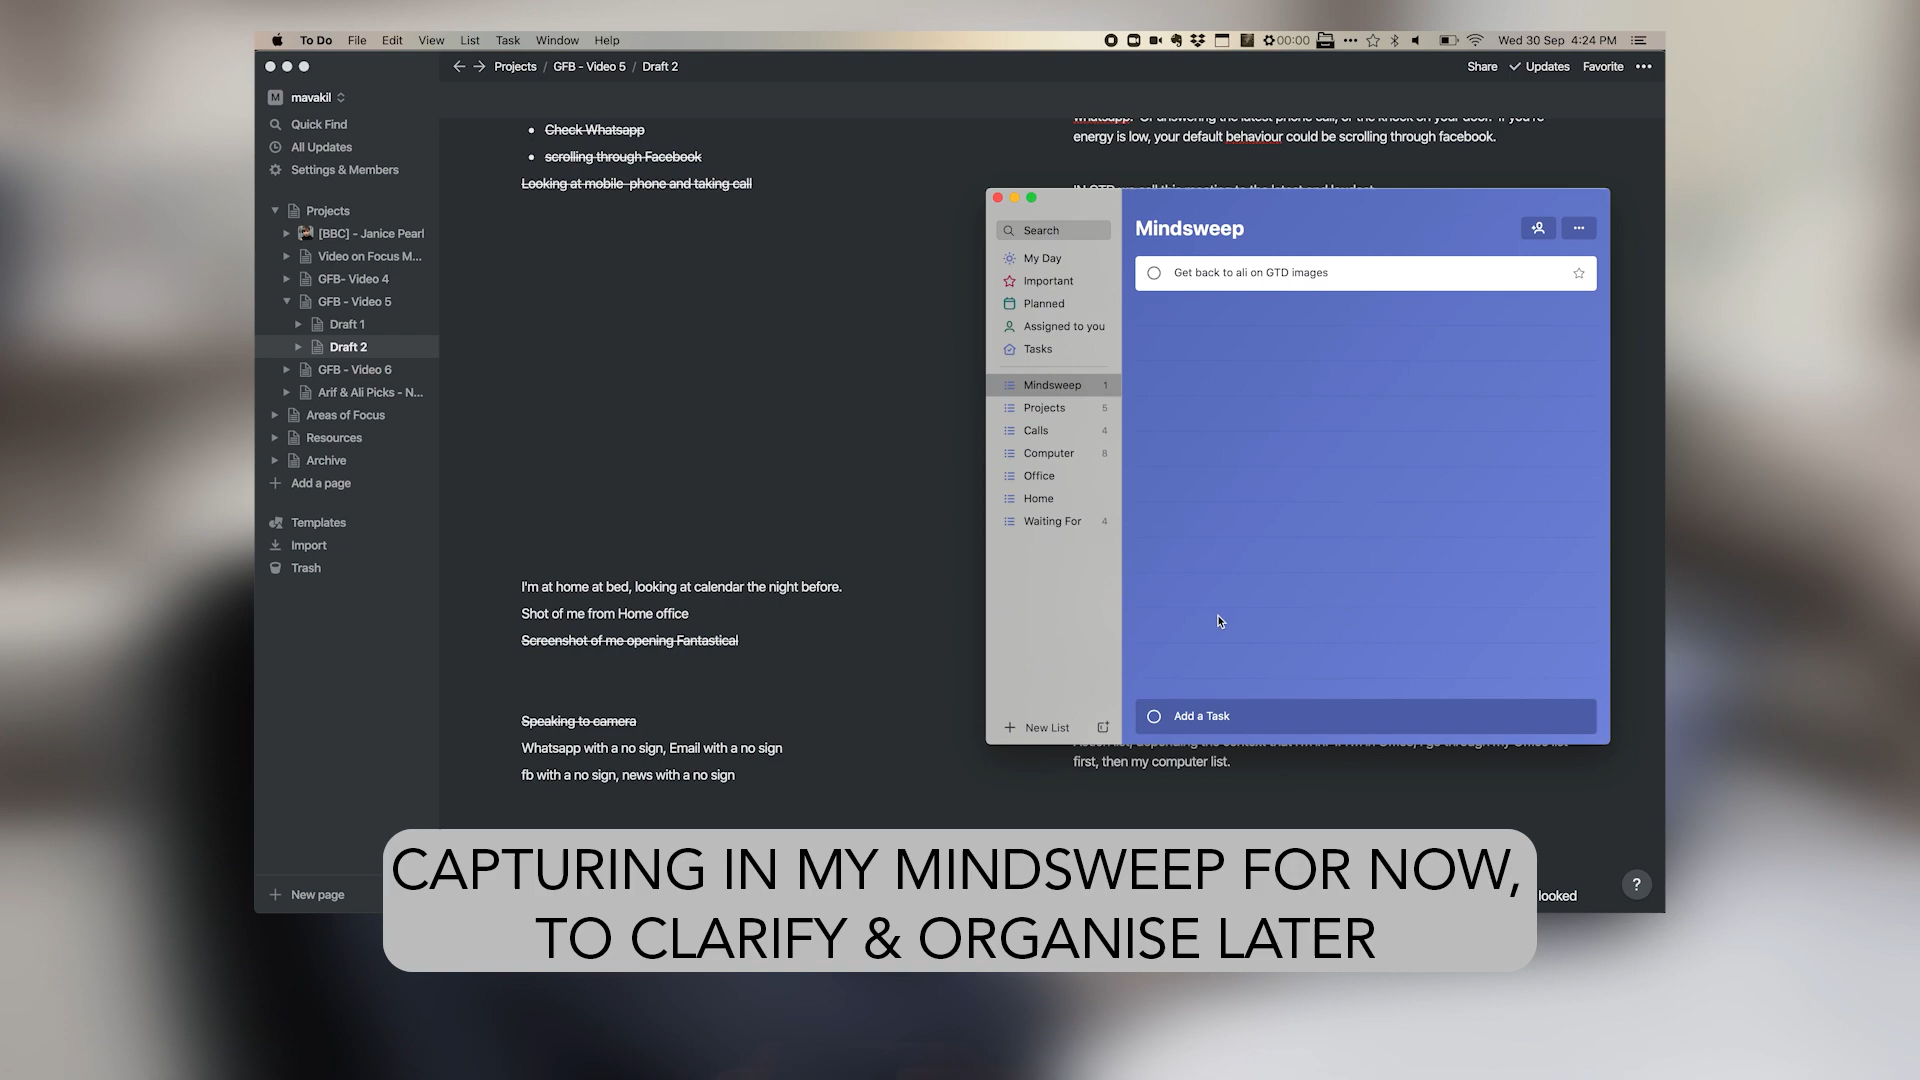 To Do File Edit View List Task Window Help
00:00 Wed 30 Sep 4:24 PM
Projects / GFB - Video 5 / Draft 2
Share Updates Favorite
M mavakil
Quick Find
All Updates
Settings & Members
Projects
[BBC] - Janice Pearl
Video on Focus M...
GFB- Video 4
GFB - Video 5
Draft 1
Draft 2
GFB - Video 6
Arif & Ali Picks - N...
Areas of Focus
Resources
Archive
Add a page
Templates
Import
Trash
New page
Check Whatsapp
scrolling through Facebook
Looking at mobile phone and taking call
I'm at home at bed, looking at calendar the night before.
Shot of me from Home office
Screenshot of me opening Fantastical
Speaking to camera
Whatsapp with a no sign, Email with a no sign
fb with a no sign, news with a no sign
energy is low, your default behaviour could be scrolling through facebook.
Search
My Day
Important
Planned
Assigned to you
Tasks
Mindsweep 1
Projects 5
Calls 4
Computer 8
Office
Home
Waiting For 4
New List
Mindsweep
Get back to ali on GTD images
Add a Task
first, then my computer list.
looked
?
CAPTURING IN MY MINDSWEEP FOR NOW,
TO CLARIFY & ORGANISE LATER